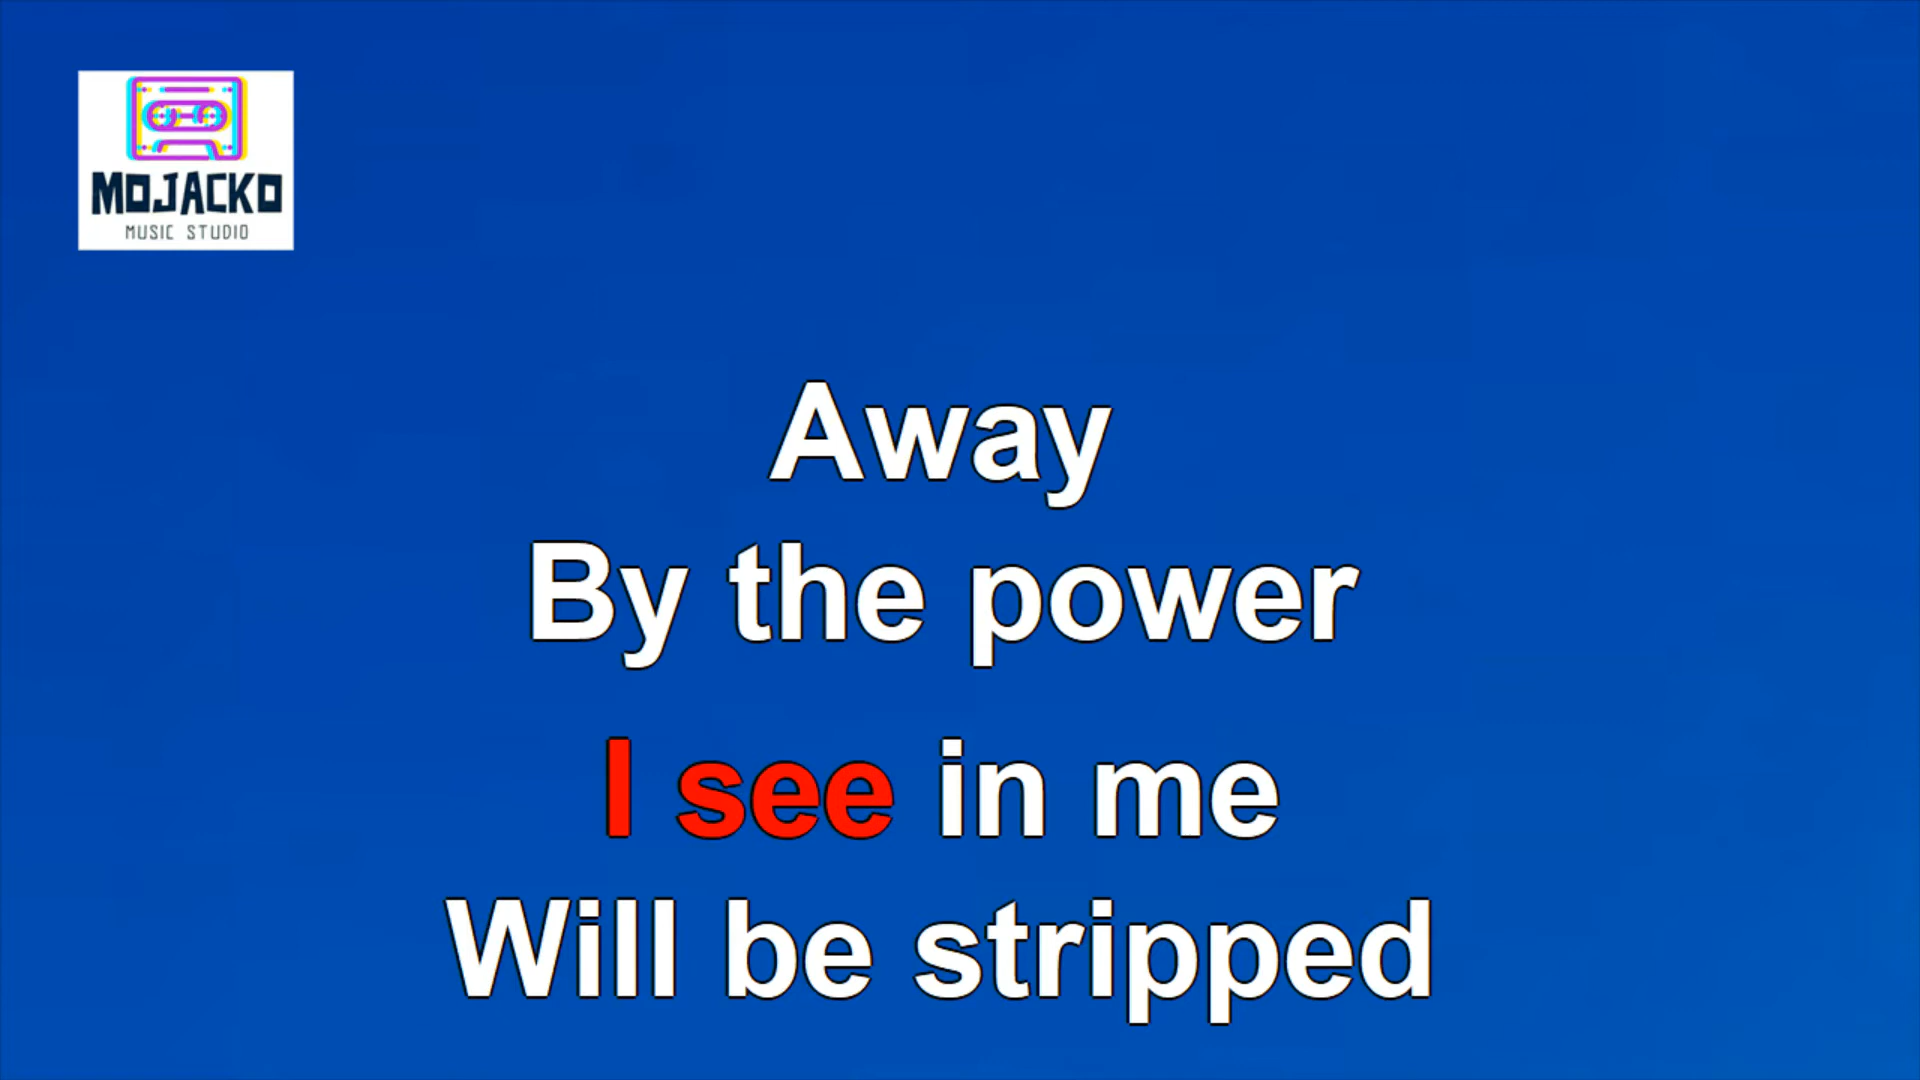 MOJACKO
MUSIC STUDIO
Away
By the power
I see in me
Will be stripped